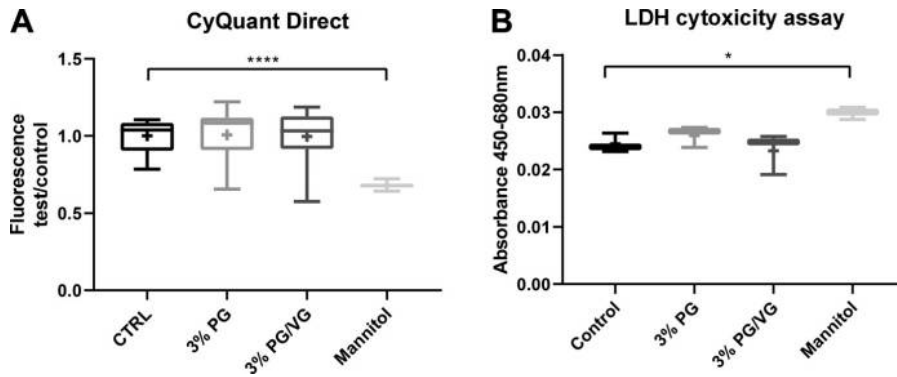 A
CyQuant Direct
****
Fluorescence
test/control
1.5
1.0
0.5
0.0
CTRL
3% PG
3% PG/VG
Mannitol
B
LDH cytoxicity assay
*
Absorbance 450-680nm
0.04
0.03
0.02
0.01
0.00
Control
3% PG
3% PG/VG
Mannitol